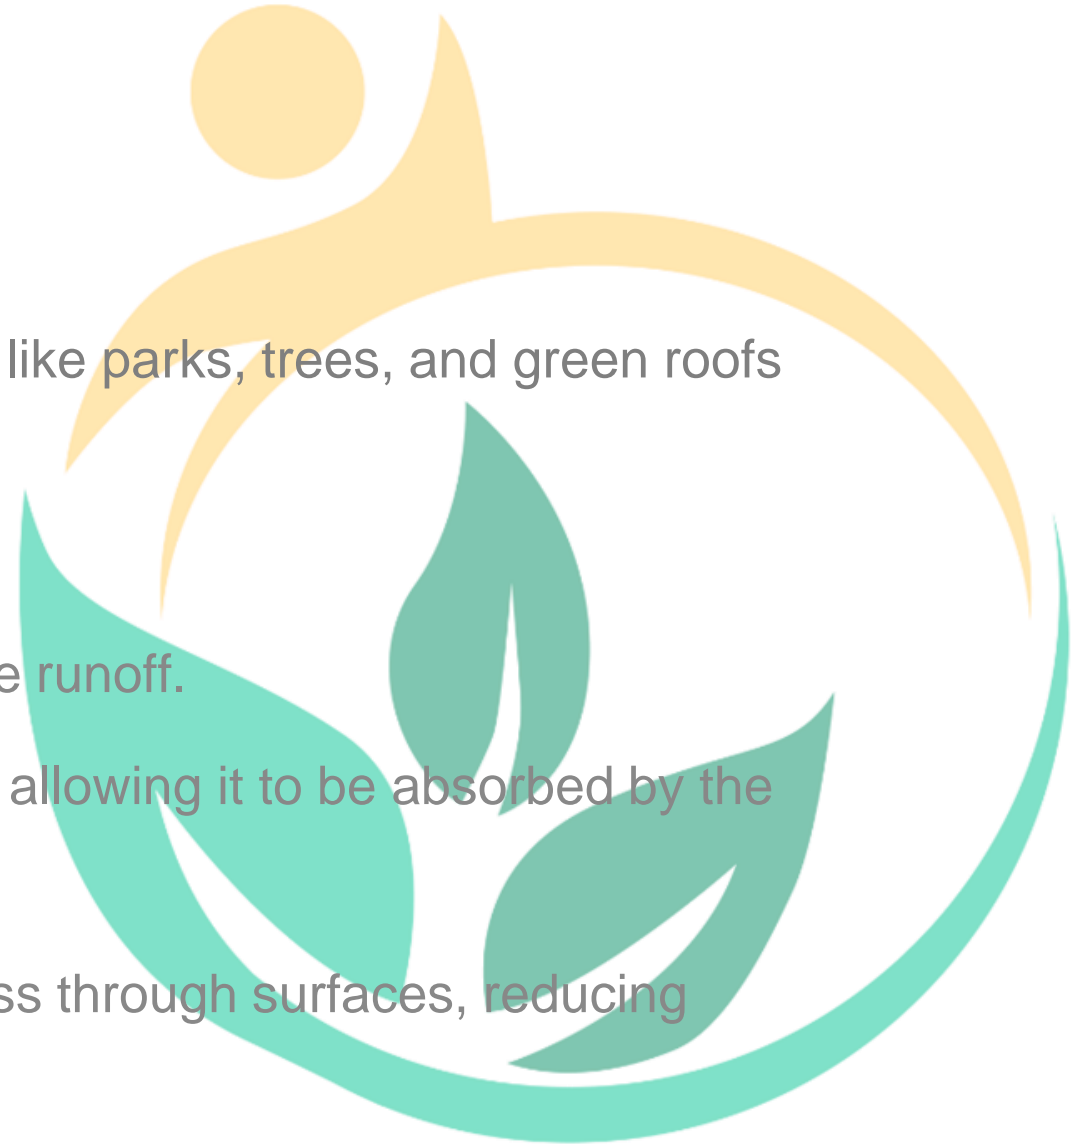 like parks, trees, and green roofs
e runoff.
allowing it to be absorbed by the
ss through surfaces, reducing